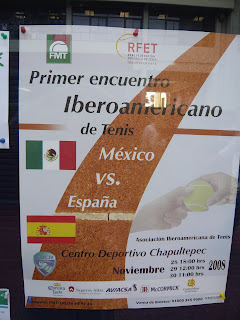 FMT
RFET
Primer encuentro
Iberoamericano
de Tenis
México
vs.
España
Asociación Iberoamericana de Tenis
Centro Deportivo Chapultepec
Noviembre
28 18:00 hrs
29 12:00 hrs
30 11:00 hrs
2008
AVIACSA
McCORMACK